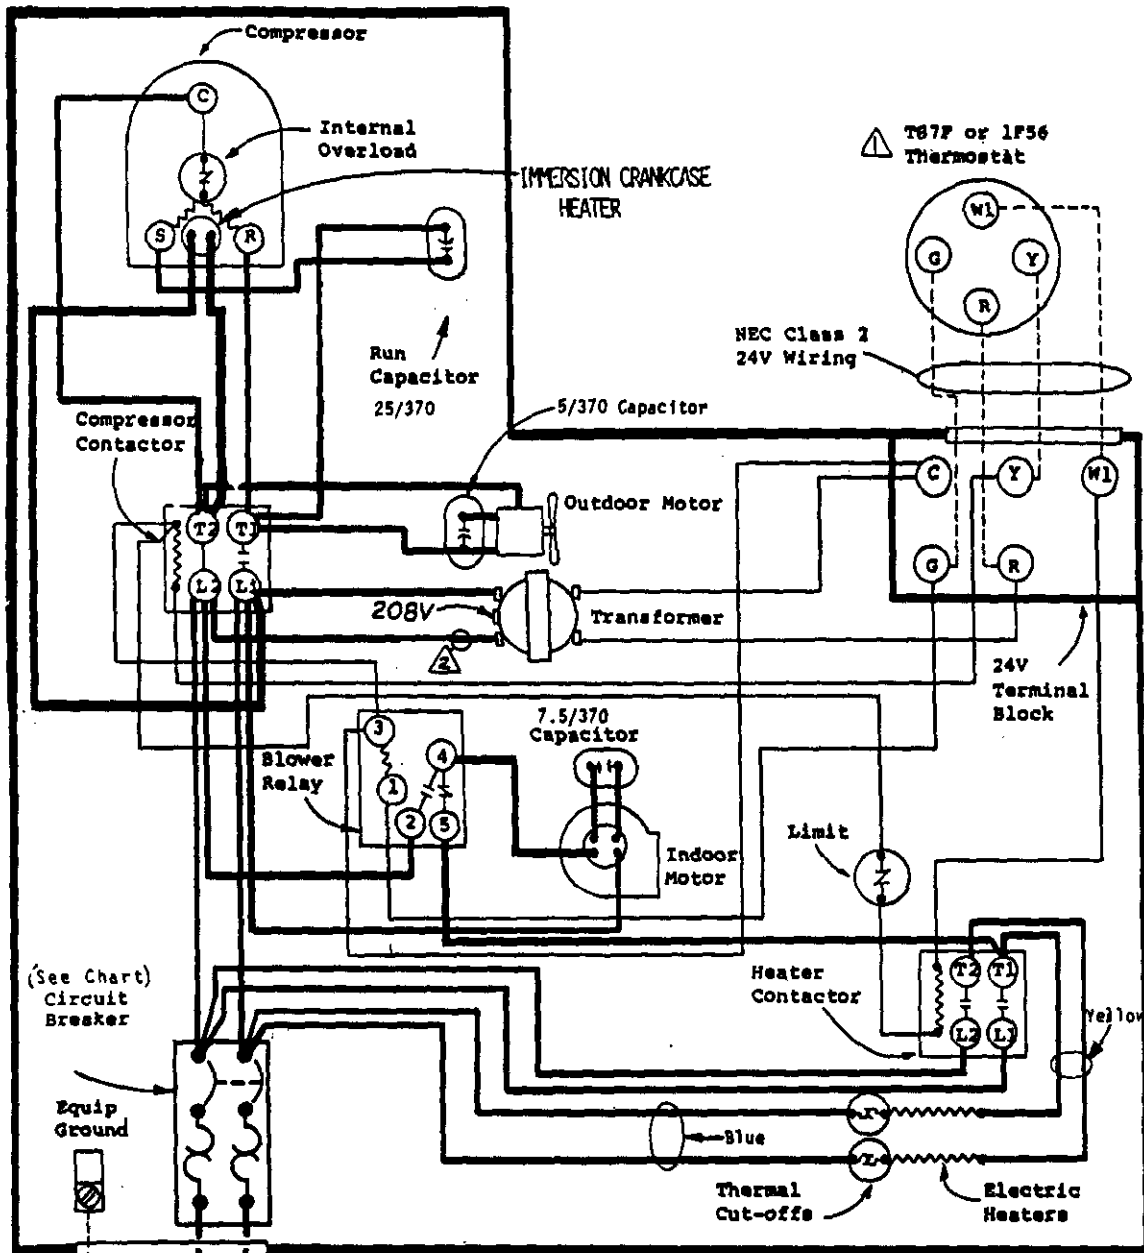 Compressor
C
Internal
Overload
IMMERSION CRANKCASE
HEATER
S
R
Run
Capacitor
25/370
1
T87F or 1F56
Thermostat
W1
G
Y
R
NEC Class 2
24V Wiring
Compressor
Contactor
5/370 Capacitor
Outdoor Motor
T2
T1
L2
L1
C
Y
W1
G
R
208V
Transformer
2
24V
Terminal
Block
7.5/370
Capacitor
Blower
Relay
3
4
1
2
5
Indoor
Motor
Limit
(See Chart)
Circuit
Breaker
Heater
Contactor
T2
T1
L2
L1
Yellow
Equip
Ground
Blue
Thermal
Cut-offs
Electric
Heaters